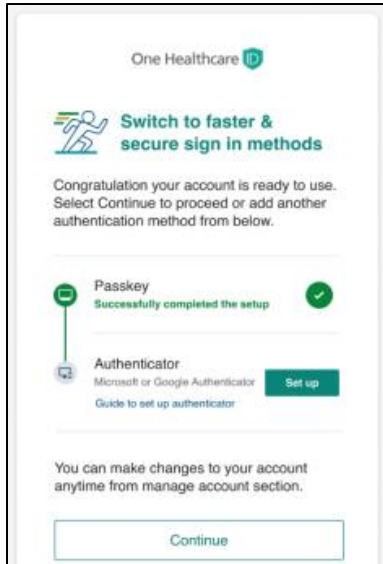 One Healthcare ID
Switch to faster &
secure sign in methods
Congratulation your account is ready to use.
Select Continue to proceed or add another
authentication method from below.
Passkey
Successfully completed the setup
Authenticator
Microsoft or Google Authenticator
Set up
Guide to set up authenticator
You can make changes to your account
anytime from manage account section.
Continue